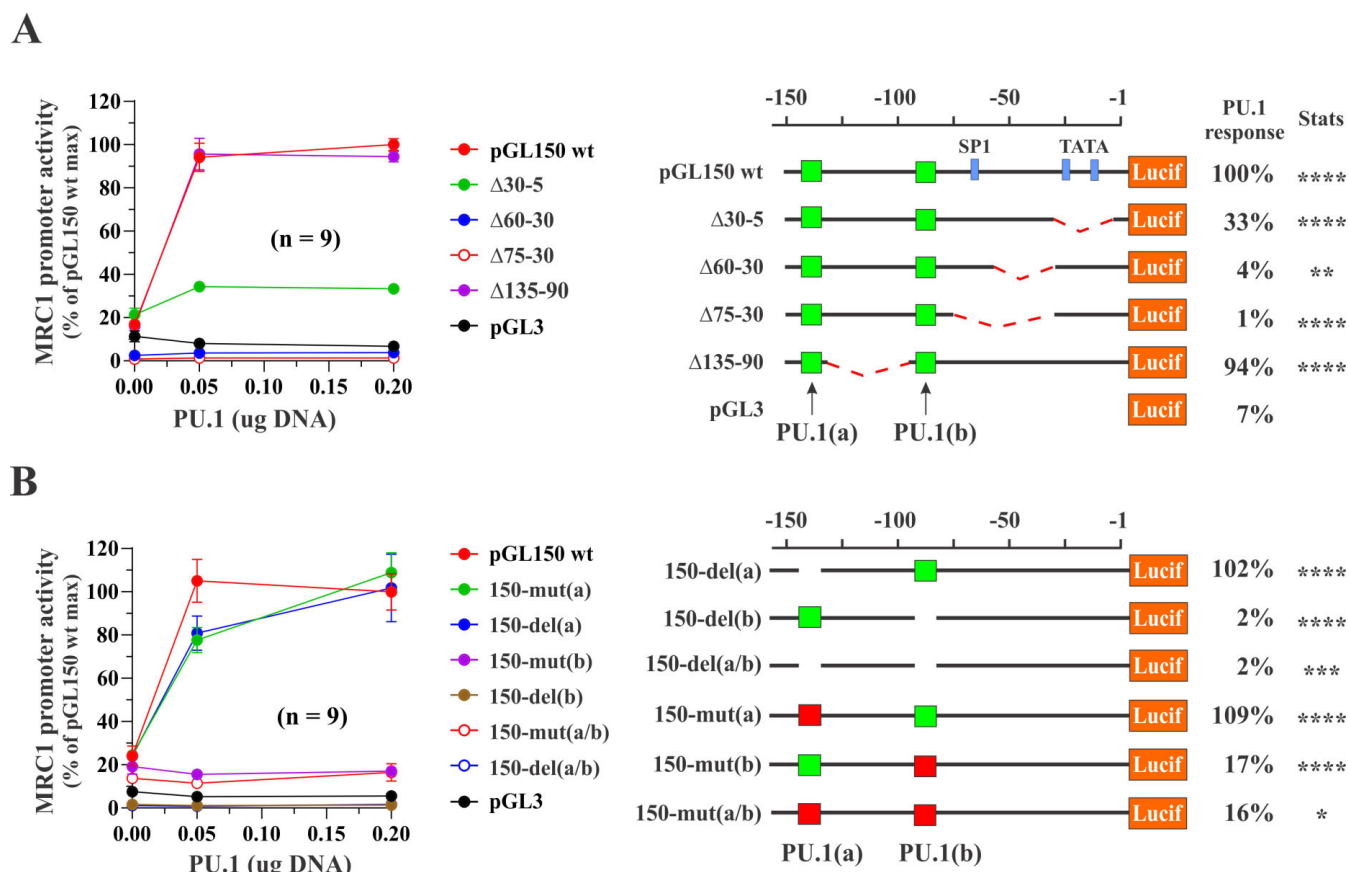 A
MRC1 promoter activity
(% of pGL150 wt max)
120
100
80
60
40
20
0
0.00 0.05 0.10 0.15 0.20
PU.1 (ug DNA)
(n = 9)
pGL150 wt
Δ30-5
Δ60-30
Δ75-30
Δ135-90
pGL3
-150 -100 -50 -1
PU.1 response Stats
SP1 TATA
pGL150 wt Lucif 100% ****
Δ30-5 Lucif 33% ****
Δ60-30 Lucif 4% **
Δ75-30 Lucif 1% ****
Δ135-90 Lucif 94% ****
pGL3 Lucif 7%
PU.1(a) PU.1(b)
B
MRC1 promoter activity
(% of pGL150 wt max)
120
100
80
60
40
20
0
0.00 0.05 0.10 0.15 0.20
PU.1 (ug DNA)
(n = 9)
pGL150 wt
150-mut(a)
150-del(a)
150-mut(b)
150-del(b)
150-mut(a/b)
150-del(a/b)
pGL3
-150 -100 -50 -1
150-del(a) Lucif 102% ****
150-del(b) Lucif 2% ****
150-del(a/b) Lucif 2% ***
150-mut(a) Lucif 109% ****
150-mut(b) Lucif 17% ****
150-mut(a/b) Lucif 16% *
PU.1(a) PU.1(b)